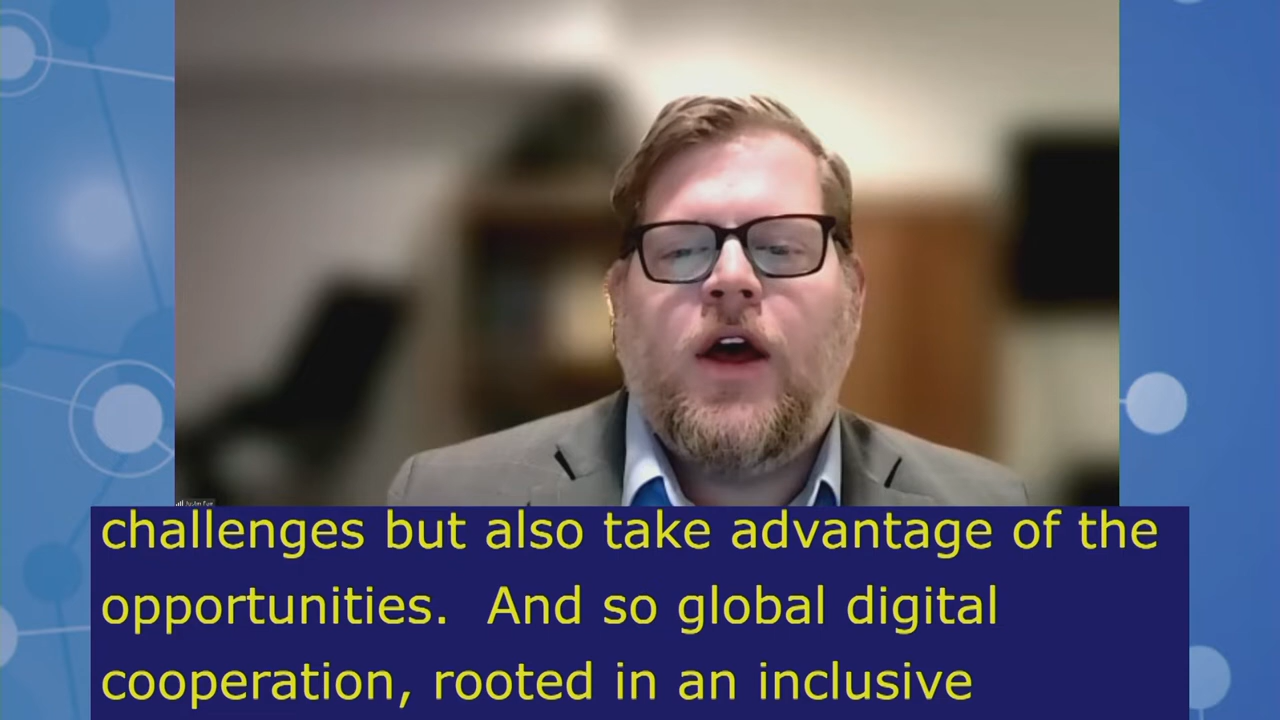 challenges but also take advantage of the
opportunities.  And so global digital
cooperation, rooted in an inclusive